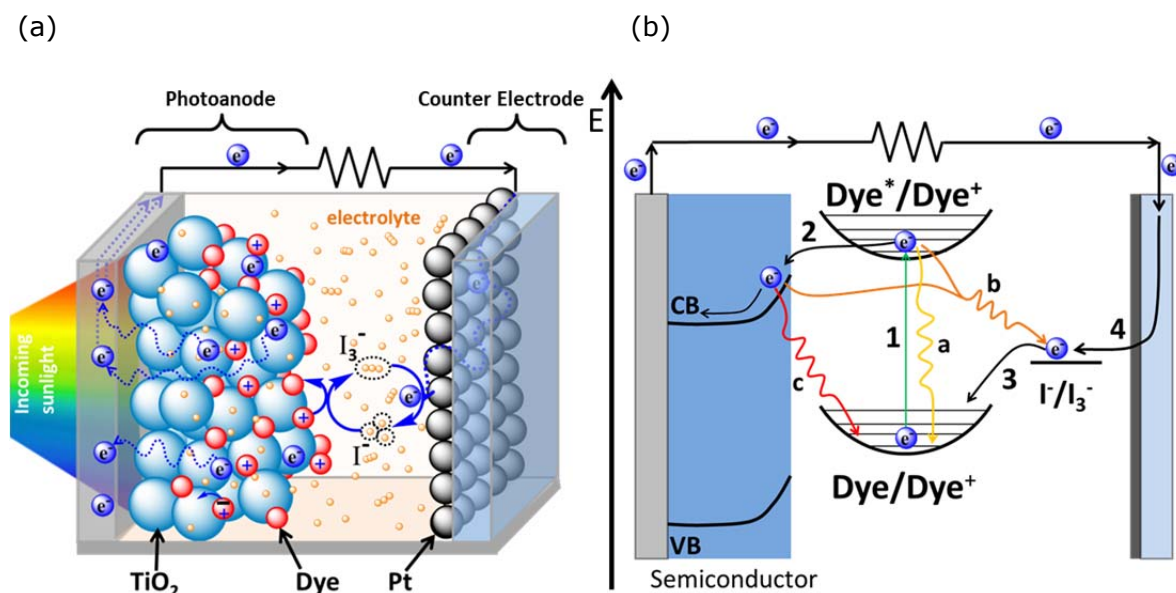 (a)
(b)
Photoanode
Counter Electrode
e⁻
e⁻
electrolyte
Incoming
sunlight
e⁻
e⁻
e⁻
e⁻
e⁻
e⁻
e⁻
e⁻
e⁻
e⁻
e⁻
e⁻
+
+
+
+
+
+
+
+
−
I₃⁻
I⁻
TiO₂
Dye
Pt
E
e⁻
e⁻
e⁻
e⁻
Dye*/Dye⁺
2
e⁻
e⁻
b
CB
1
a
e⁻
4
c
3
I⁻/I₃⁻
e⁻
Dye/Dye⁺
VB
Semiconductor